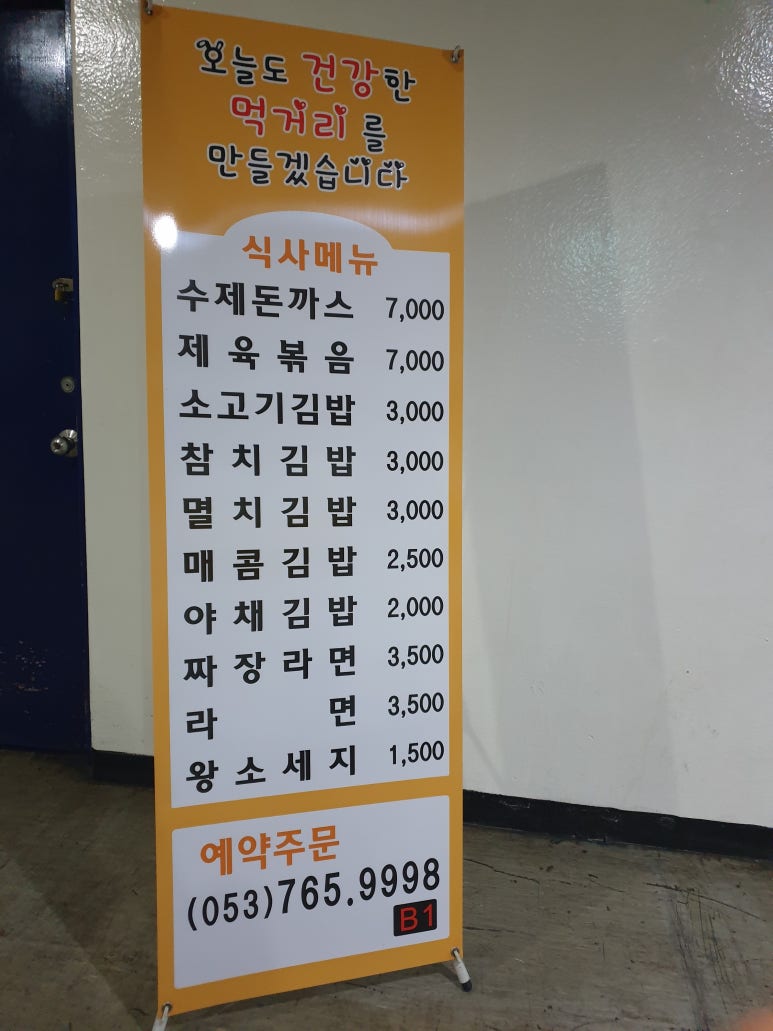 오늘도 건강한
먹거리를
만들겠습니다
식사메뉴
수제돈까스 7,000
제육볶음 7,000
소고기김밥 3,000
참치김밥 3,000
멸치김밥 3,000
매콤김밥 2,500
야채김밥 2,000
짜장라면 3,500
라면 3,500
왕소세지 1,500
예약주문
(053)765.9998
B1